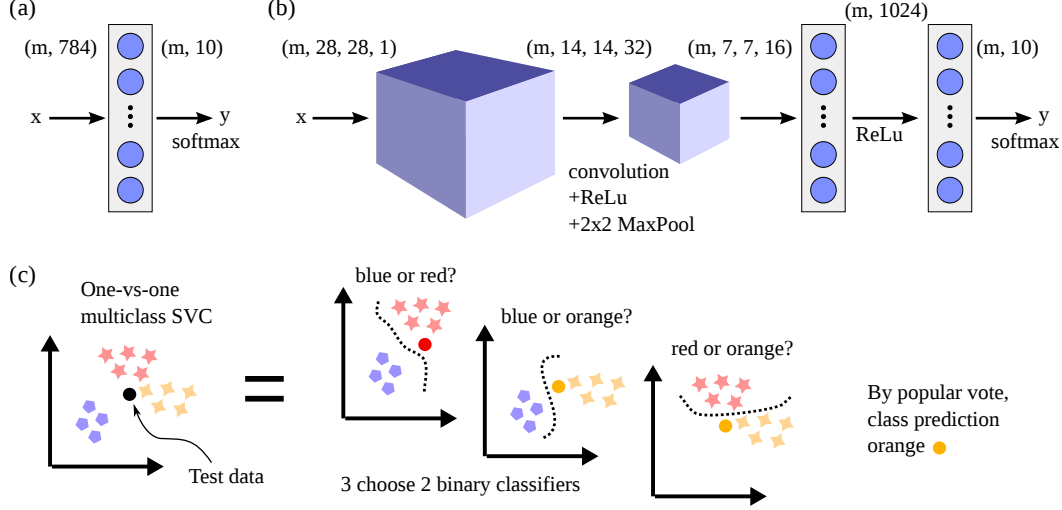 (a)
(m, 784)
(m, 10)
x
y
softmax
(b)
(m, 28, 28, 1)
(m, 14, 14, 32)
(m, 7, 7, 16)
(m, 1024)
(m, 10)
x
convolution
+ReLu
+2x2 MaxPool
ReLu
y
softmax
(c)
One-vs-one
multiclass SVC
Test data
=
blue or red?
blue or orange?
red or orange?
3 choose 2 binary classifiers
By popular vote,
class prediction
orange